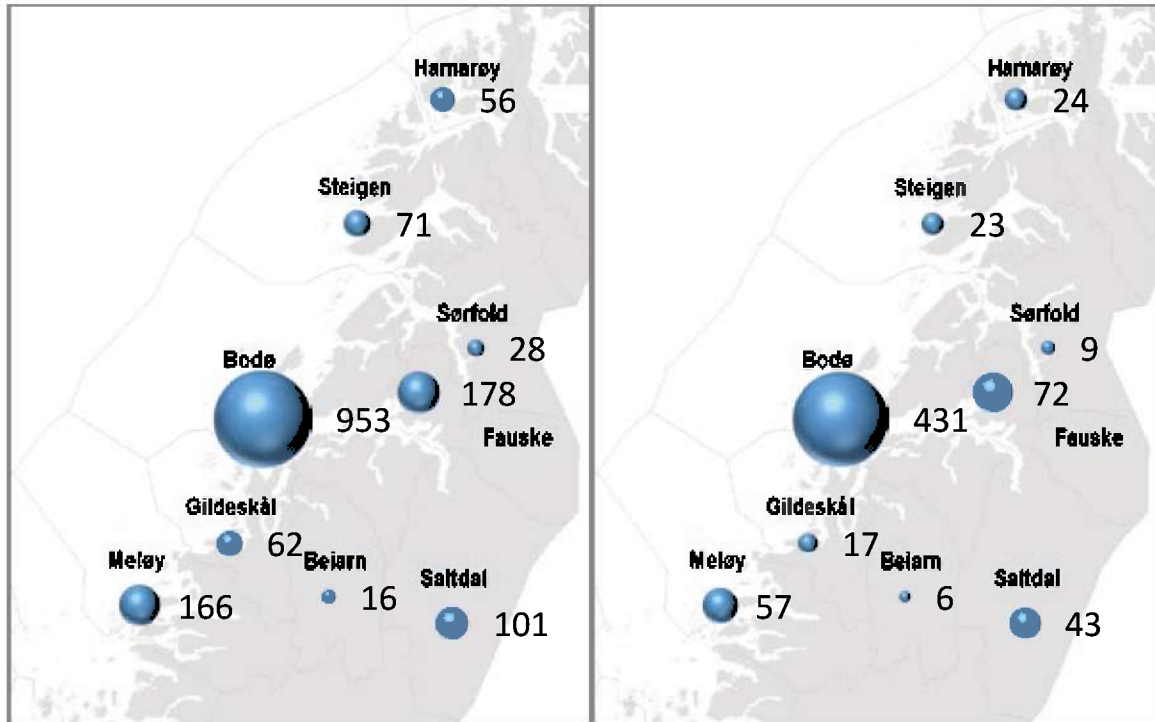 Hamarøy
56
Steigen
71
Sørfold
28
Bodø
953
178
Fauske
Gildeskål
62
Meløy
166
Beiarn
16
Saltdal
101
Hamarøy
24
Steigen
23
Sørfold
9
Bodø
431
72
Fauske
Gildeskål
17
Meløy
57
Beiarn
6
Saltdal
43